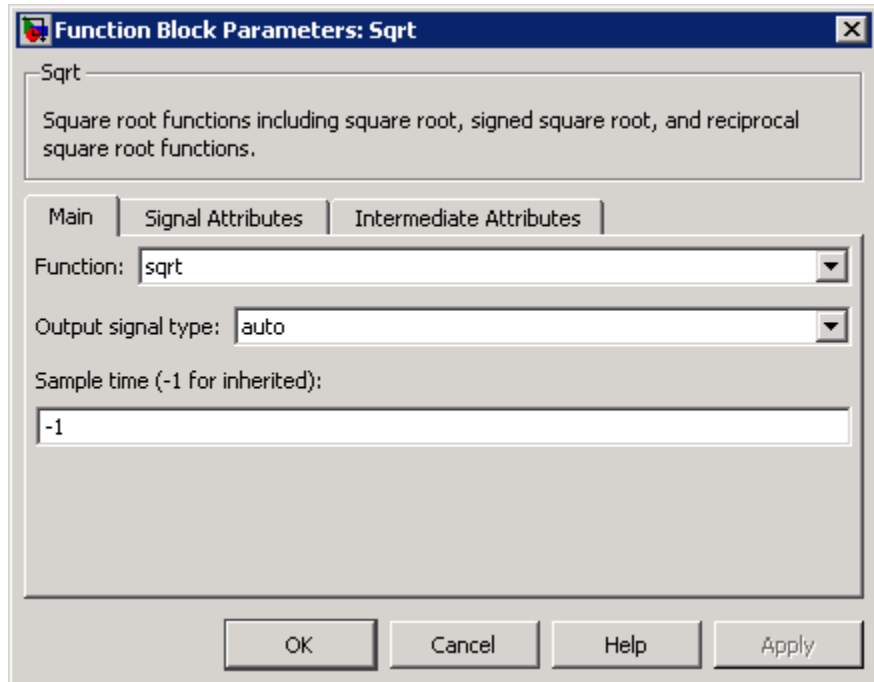 Function Block Parameters: Sqrt
Sqrt
Square root functions including square root, signed square root, and reciprocal
square root functions.
Main Signal Attributes Intermediate Attributes
Function: sqrt
Output signal type: auto
Sample time (-1 for inherited):
-1
OK Cancel Help Apply